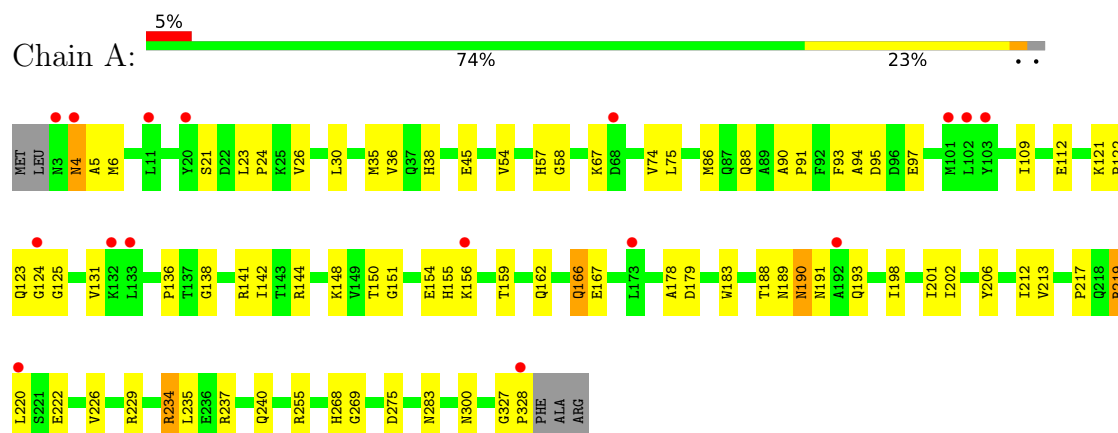 5%
Chain A:
74% 23% • •
MET LEU N3 N4 A5 M6 L11 Y20 S21 D22 L23 P24 K25 V26 L30 M35 V36 Q37 H38 E45 V54 H57 G58 K67 D68 V74 L75 M86 Q87 Q88 A89 A90 P91 F92 F93 A94 D95 D96 E97 M101 L102 Y103 I109 E112 K121
Q123 G124 G125 V131 K132 L133 P136 T137 G138 R141 I142 T143 R144 K148 V149 T150 G151 E154 H155 K156 T159 Q162 Q166 E167 L173 A178 D179 W183 T188 N189 N190 N191 A192 Q193 I198 I201 I202 Y206 I212 V213 P217 Q218
L220 S221 E222 V226 R229 R234 L235 E236 R237 Q240 R255 H268 G269 D275 N283 N300 G327 P328 PHE ALA ARG